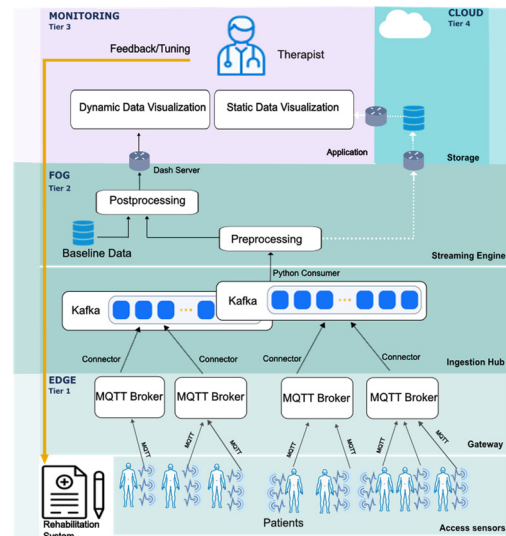 MONITORING
Tier 3
CLOUD
Tier 4
Feedback/Tuning
Therapist
Dynamic Data Visualization
Static Data Visualization
Application
Storage
Dash Server
FOG
Tier 2
Postprocessing
Baseline Data
Preprocessing
Streaming Engine
Python Consumer
Kafka
Kafka
Connector
Connector
Connector
Connector
Ingestion Hub
EDGE
Tier 1
MQTT Broker
MQTT Broker
MQTT Broker
MQTT Broker
MQTT
MQTT
MQTT
MQTT
MQTT
MQTT
MQTT
MQTT
Gateway
Rehabilitation
System
Patients
Access sensors